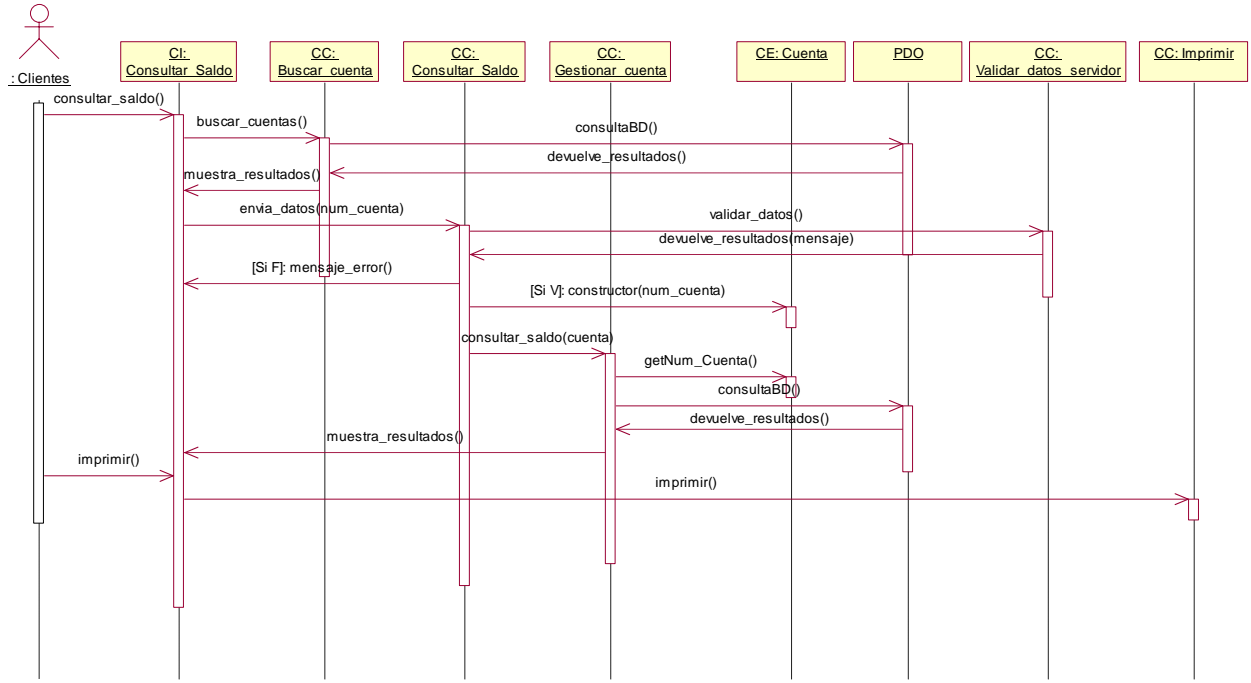 : Clientes
CI:
Consultar_Saldo
CC:
Buscar_cuenta
CC:
Consultar_Saldo
CC:
Gestionar_cuenta
CE: Cuenta
PDO
CC:
Validar_datos_servidor
CC: Imprimir
consultar_saldo()
buscar_cuentas()
consultaBD()
devuelve_resultados()
muestra_resultados()
envia_datos(num_cuenta)
validar_datos()
devuelve_resultados(mensaje)
[Si F]: mensaje_error()
[Si V]: constructor(num_cuenta)
consultar_saldo(cuenta)
getNum_Cuenta()
consultaBD()
devuelve_resultados()
muestra_resultados()
imprimir()
imprimir()